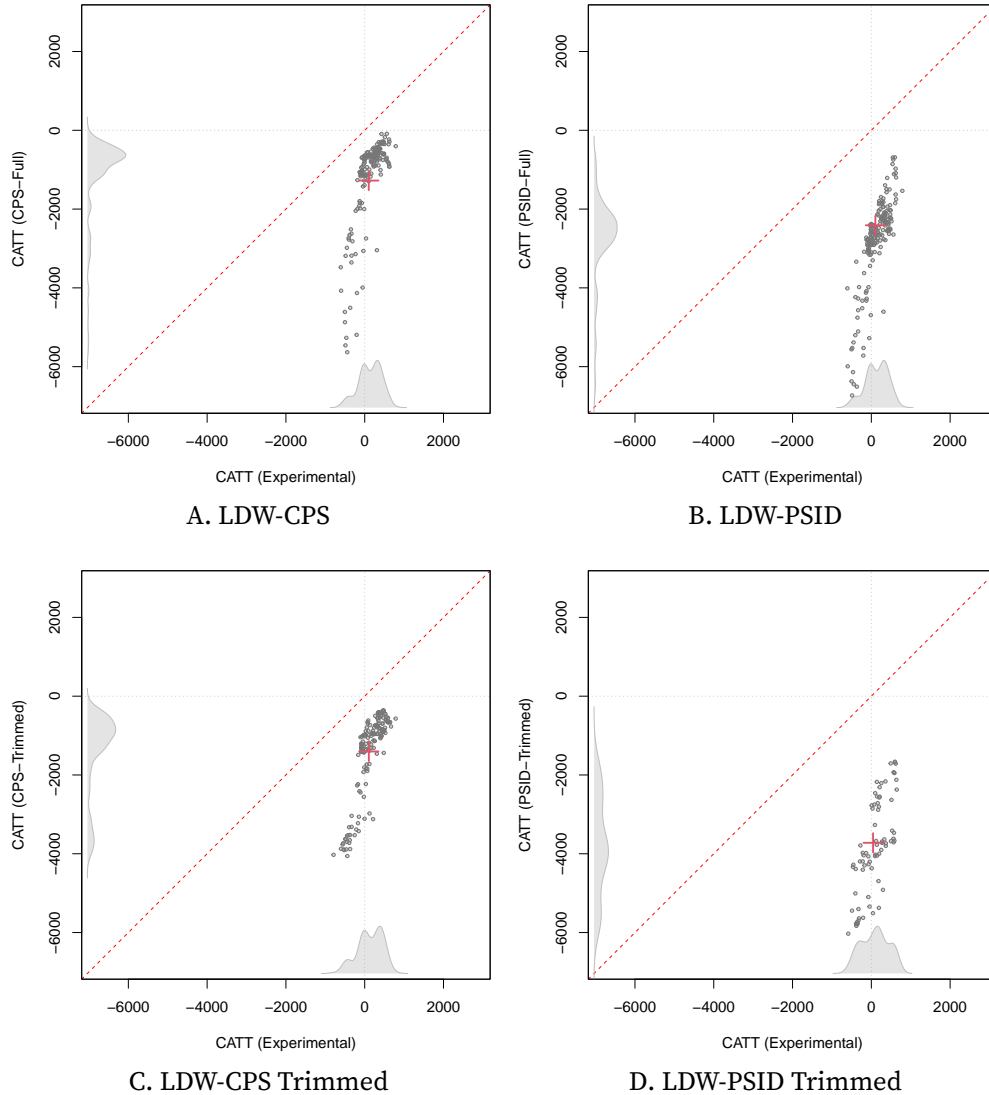 2000
0
−2000
−4000
−6000
CATT (CPS−Full)
−6000 −4000 −2000 0 2000
CATT (Experimental)
A. LDW-CPS
2000
0
−2000
−4000
−6000
CATT (PSID−Full)
−6000 −4000 −2000 0 2000
CATT (Experimental)
B. LDW-PSID
2000
0
−2000
−4000
−6000
CATT (CPS−Trimmed)
−6000 −4000 −2000 0 2000
CATT (Experimental)
C. LDW-CPS Trimmed
2000
0
−2000
−4000
−6000
CATT (PSID−Trimmed)
−6000 −4000 −2000 0 2000
CATT (Experimental)
D. LDW-PSID Trimmed